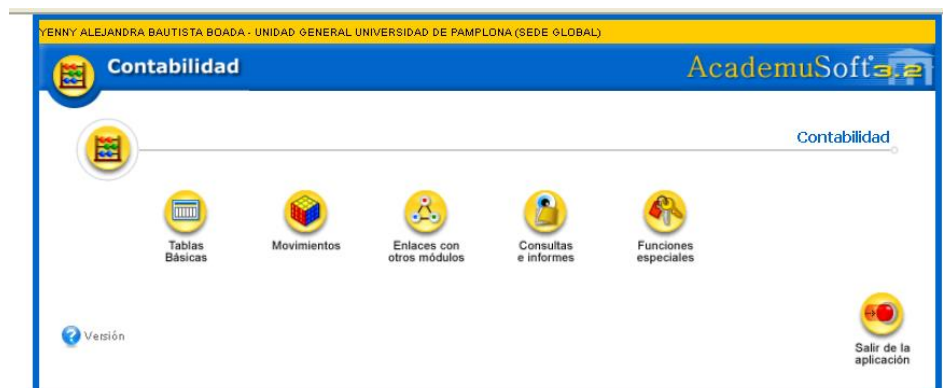 YENNY ALEJANDRA BAUTISTA BOADA - UNIDAD GENERAL UNIVERSIDAD DE PAMPLONA (SEDE GLOBAL)
Contabilidad
AcademuSoft 3.2
Contabilidad
Tablas
Básicas
Movimientos
Enlaces con
otros módulos
Consultas
e informes
Funciones
especiales
Versión
Salir de la
aplicación